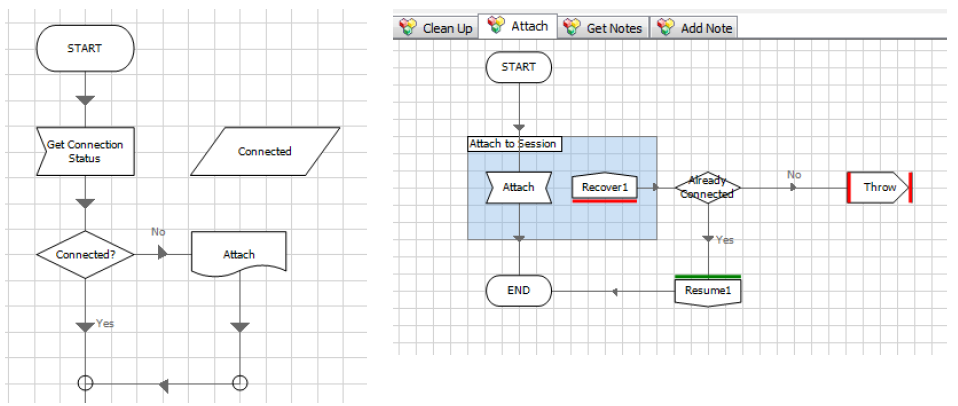 START
Get Connection
Status
Connected
Connected?
No
Attach
Yes
Clean Up
Attach
Get Notes
Add Note
START
Attach to Session
Attach
Recover1
Already
Connected
No
Throw
Yes
END
Resume1